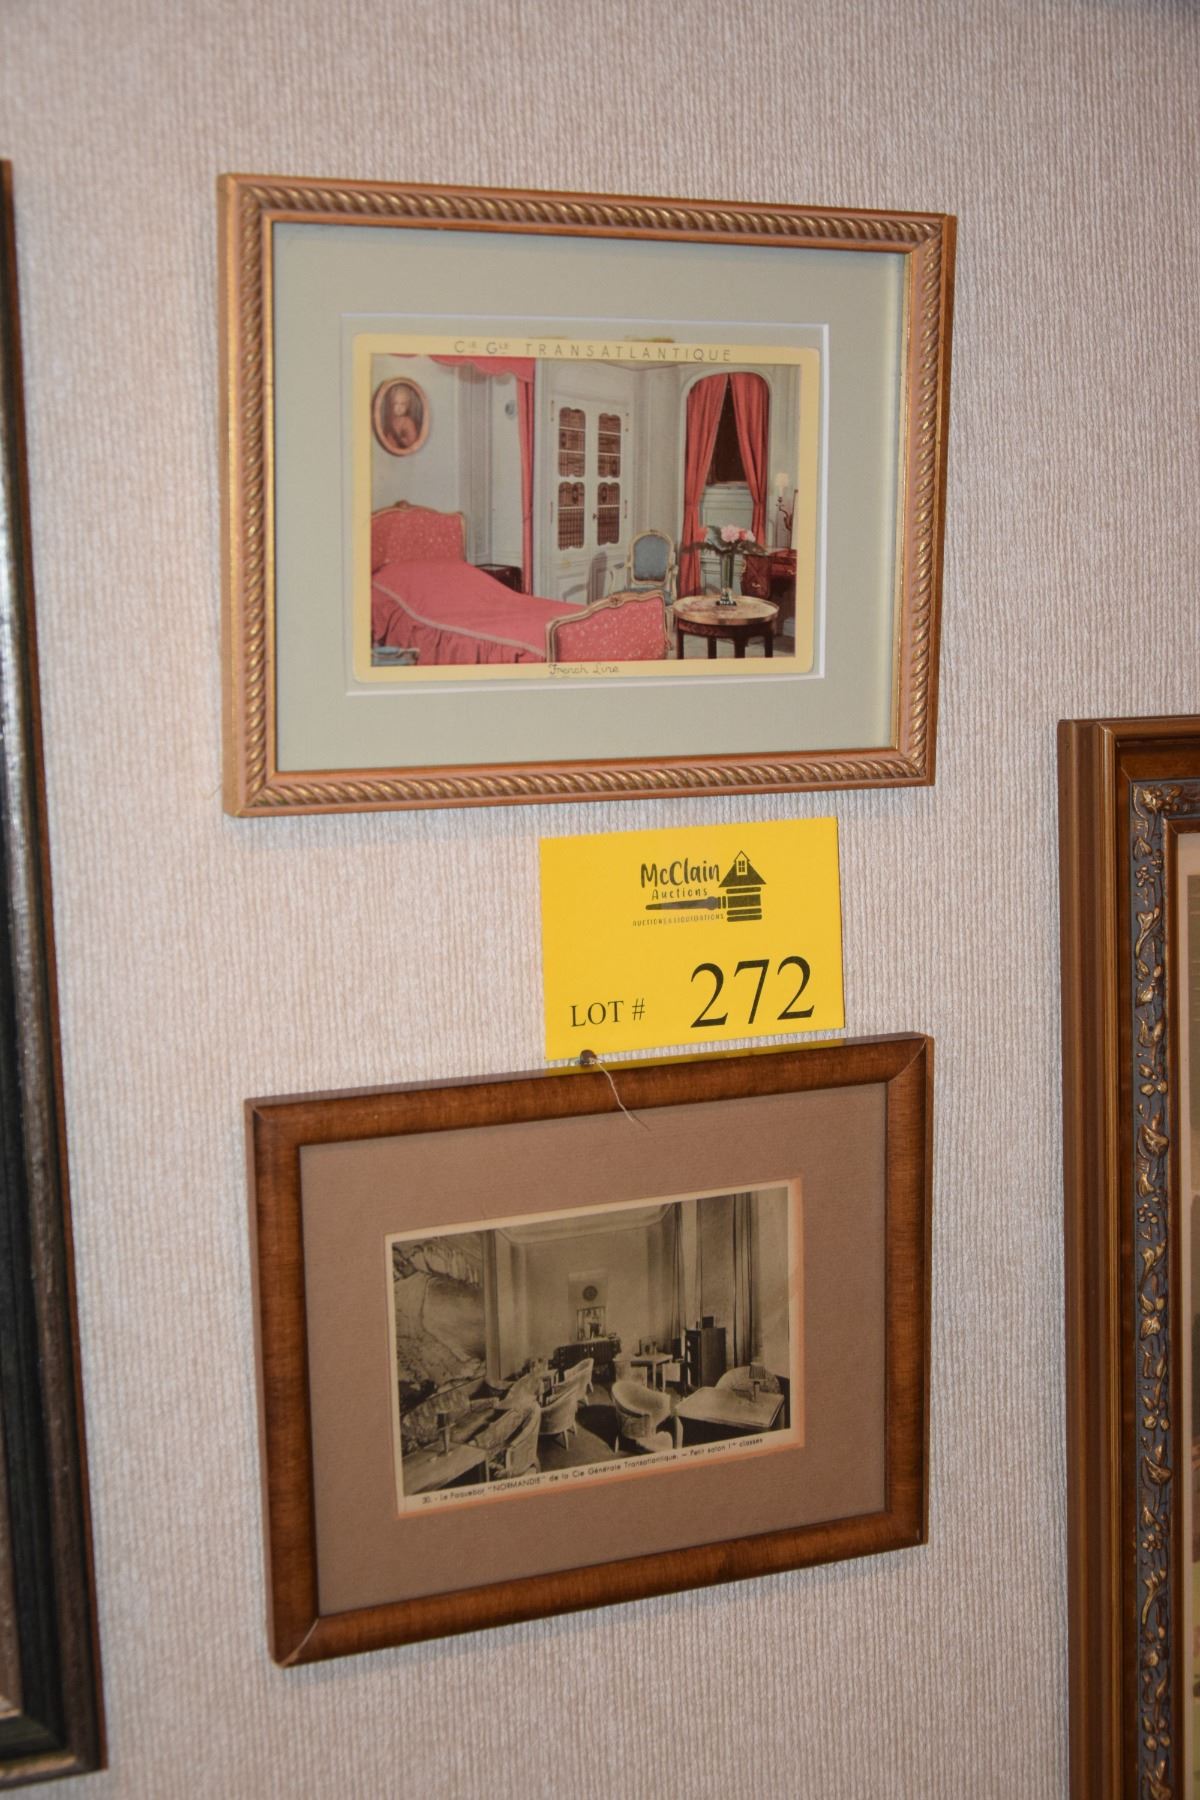 Cie Gle TRANSATLANTIQUE
French Line
McClain
Auctions
AUCTIONS & LIQUIDATIONS
LOT # 272
30. - Le Paquebot "NORMANDIE" de la Cie Générale Transatlantique. — Petit salon 1res classes